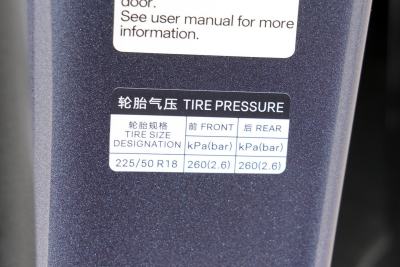 door.
See user manual for more
information.
轮胎气压 TIRE PRESSURE
轮胎规格 前 FRONT 后 REAR
TIRE SIZE
DESIGNATION kPa(bar) kPa(bar)
225/50 R18 260(2.6) 260(2.6)